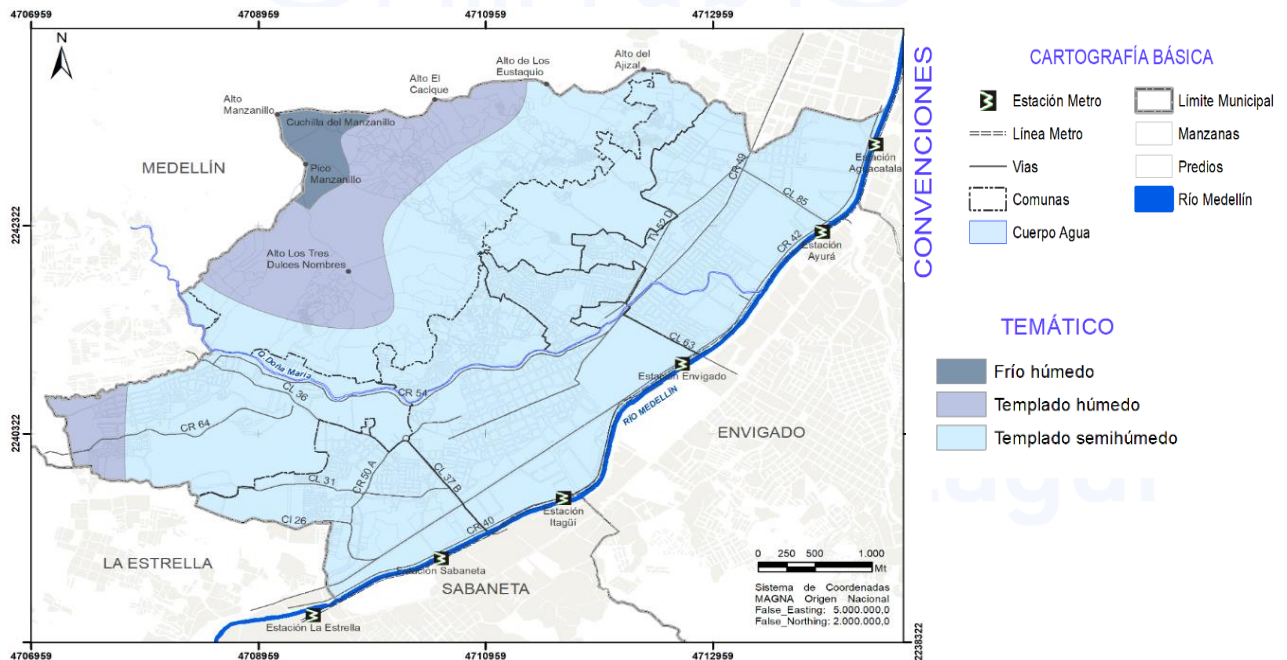 4706959
4708959
4710959
4712959
N
Alto de Los
Eustaquio
Alto del
Ajizal
Alto El
Cacique
Alto
Manzanillo
Cuchilla del Manzanillo
MEDELLÍN
Pico
Manzanillo
Estación
Aguacatala
CR 49
CL 85
2242322
TV 52 D
CR 42
Estación
Ayurá
Alto Los Tres
Dulces Nombres
CL 63
Q Doña María
CR 54
Estación Envigado
CL 36
RÍO MEDELLÍN
CR 64
2240322
ENVIGADO
CL 37 B
CR 50 A
CL 31
Estación
Itagüí
CR 40
Cl 26
LA ESTRELLA
Estación Sabaneta
SABANETA
0 250 500 1.000
Mt
Sistema de Coordenadas
MAGNA Origen Nacional
False_Easting: 5.000.000,0
False_Northing: 2.000.000,0
Estación La Estrella
2238322
4706959
4708959
4710959
4712959
CONVENCIONES
CARTOGRAFÍA BÁSICA
Estación Metro
Límite Municipal
Línea Metro
Manzanas
Vias
Predios
Comunas
Río Medellín
Cuerpo Agua
TEMÁTICO
Frío húmedo
Templado húmedo
Templado semihúmedo